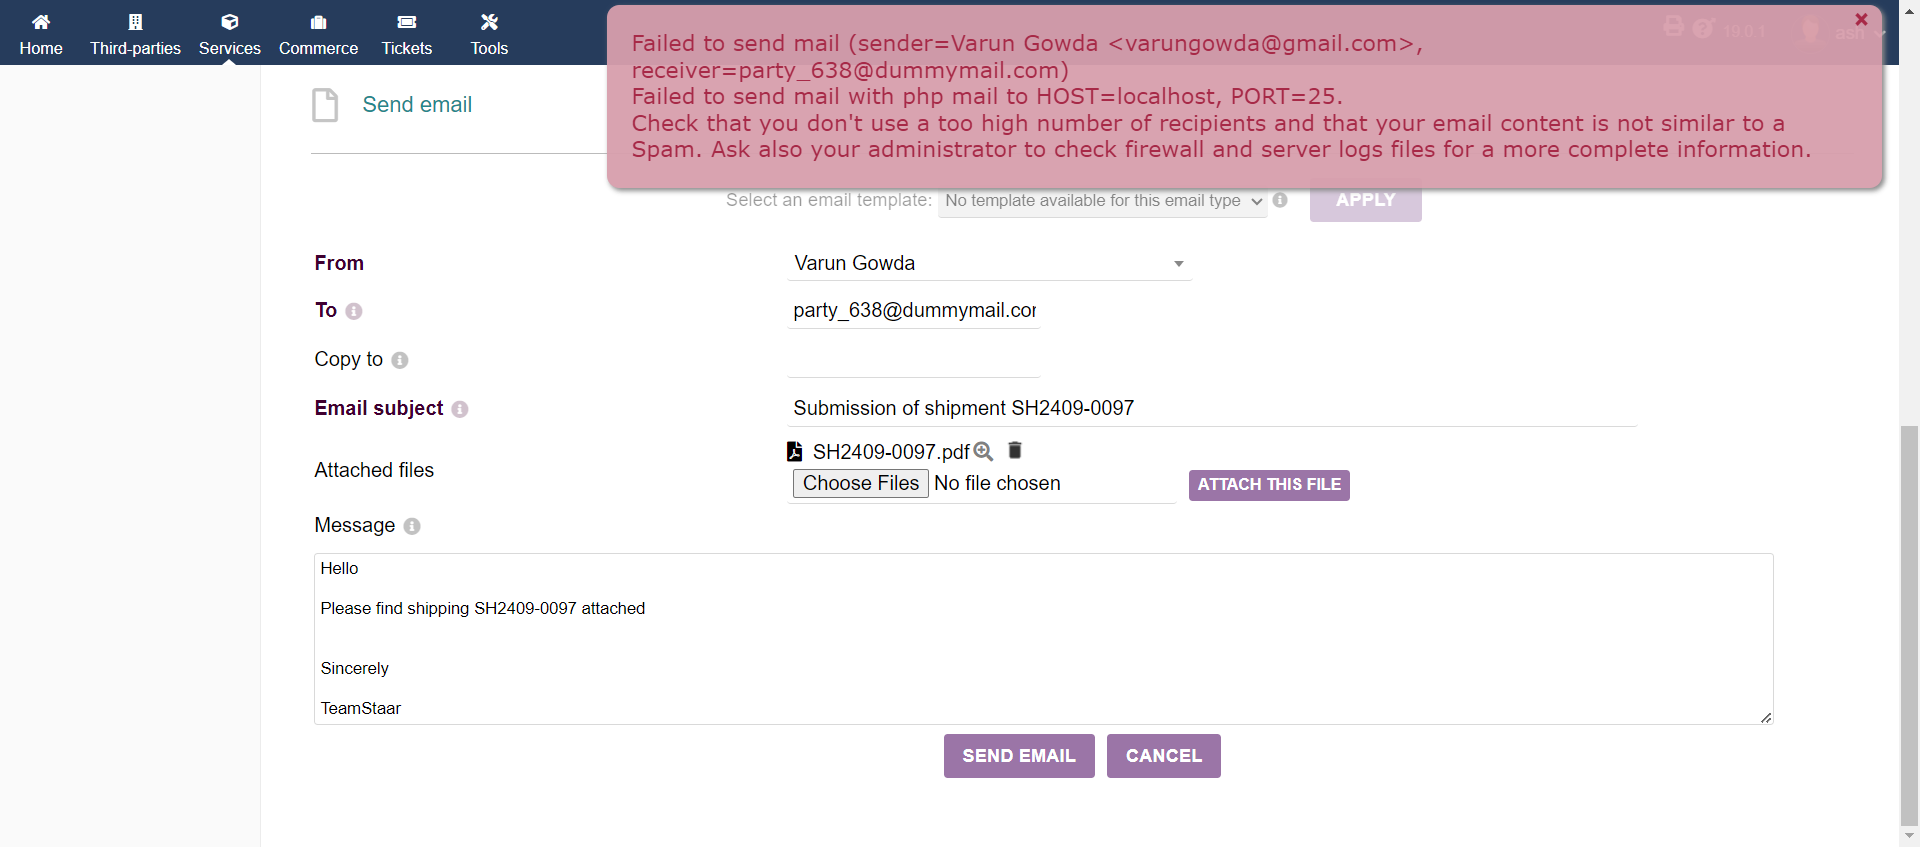 Home
Third-parties
Services
Commerce
Tickets
Tools
19.0.1
ash
Failed to send mail (sender=Varun Gowda <varungowda@gmail.com>,
receiver=party_638@dummymail.com)
Failed to send mail with php mail to HOST=localhost, PORT=25.
Check that you don't use a too high number of recipients and that your email content is not similar to a
Spam. Ask also your administrator to check firewall and server logs files for a more complete information.
Send email
Select an email template: No template available for this email type
APPLY
From
Varun Gowda
To
party_638@dummymail.cor
Copy to
Email subject
Submission of shipment SH2409-0097
Attached files
SH2409-0097.pdf
Choose Files No file chosen
ATTACH THIS FILE
Message
Hello
Please find shipping SH2409-0097 attached
Sincerely
TeamStaar
SEND EMAIL
CANCEL